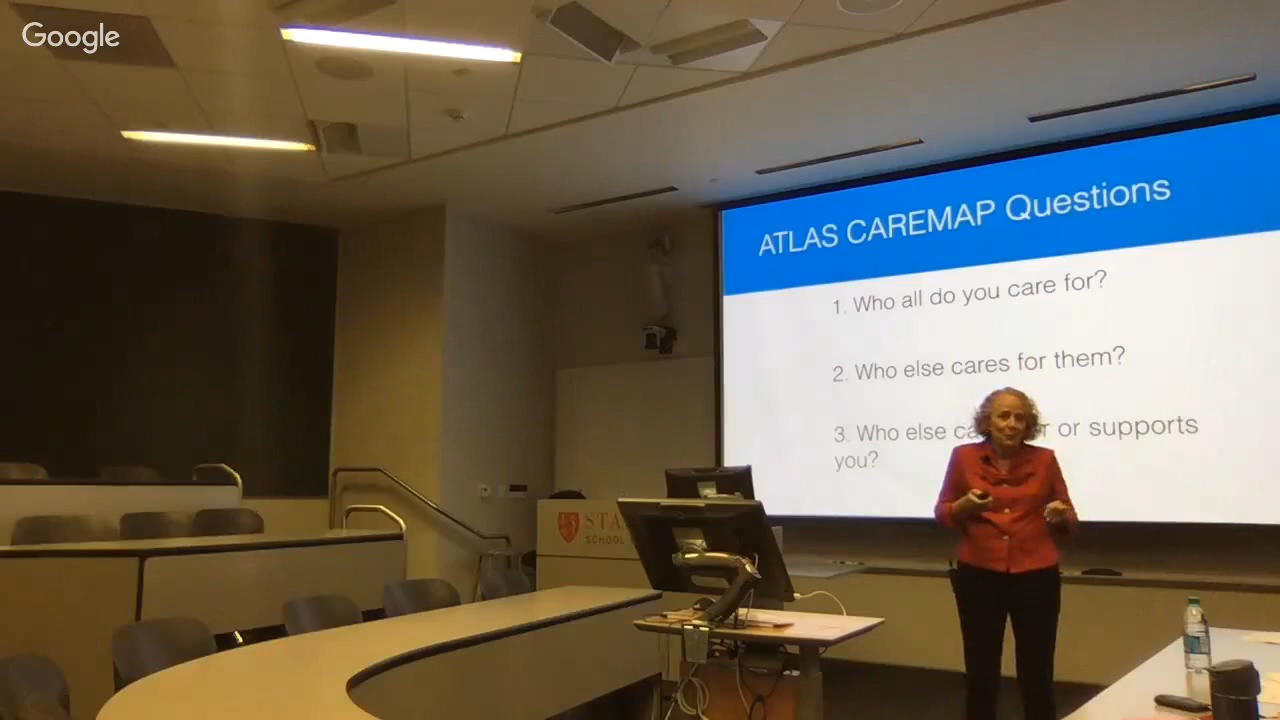 Google
ATLAS CAREMAP Questions
1. Who all do you care for?
2. Who else cares for them?
3. Who else or supports
you?
SCHOOL